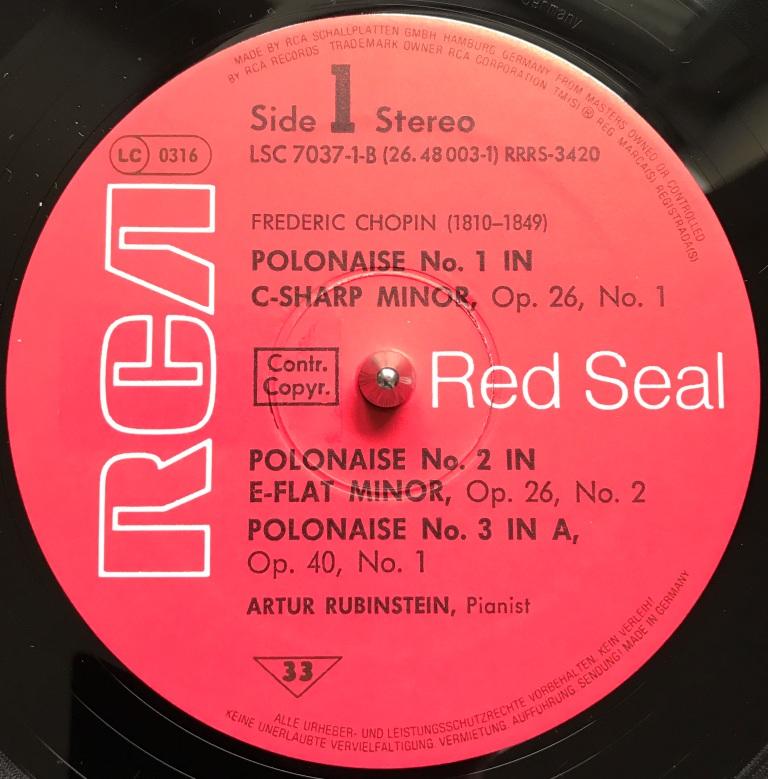 Germany
MADE BY RCA SCHALLPLATTEN GMBH HAMBURG GERMANY FROM MASTERS OWNED OR CONTROLLED
BY RCA RECORDS TRADEMARK OWNER RCA CORPORATION TM(S) ® REG MARCA(S) REGISTRADA(S)
Side 1 Stereo
LC 0316
LSC 7037-1-B (26.48 003-1) RRRS-3420
FREDERIC CHOPIN (1810–1849)
POLONAISE No. 1 IN
C-SHARP MINOR, Op. 26, No. 1
RCA
Contr.
Copyr.
Red Seal
POLONAISE No. 2 IN
E-FLAT MINOR, Op. 26, No. 2
POLONAISE No. 3 IN A,
Op. 40, No. 1
ARTUR RUBINSTEIN, Pianist
33
ALLE URHEBER- UND LEISTUNGSSCHUTZRECHTE VORBEHALTEN. KEIN VERLEIH!
KEINE UNERLAUBTE VERVIELFÄLTIGUNG. VERMIETUNG. AUFFÜHRUNG. SENDUNG! MADE IN GERMANY